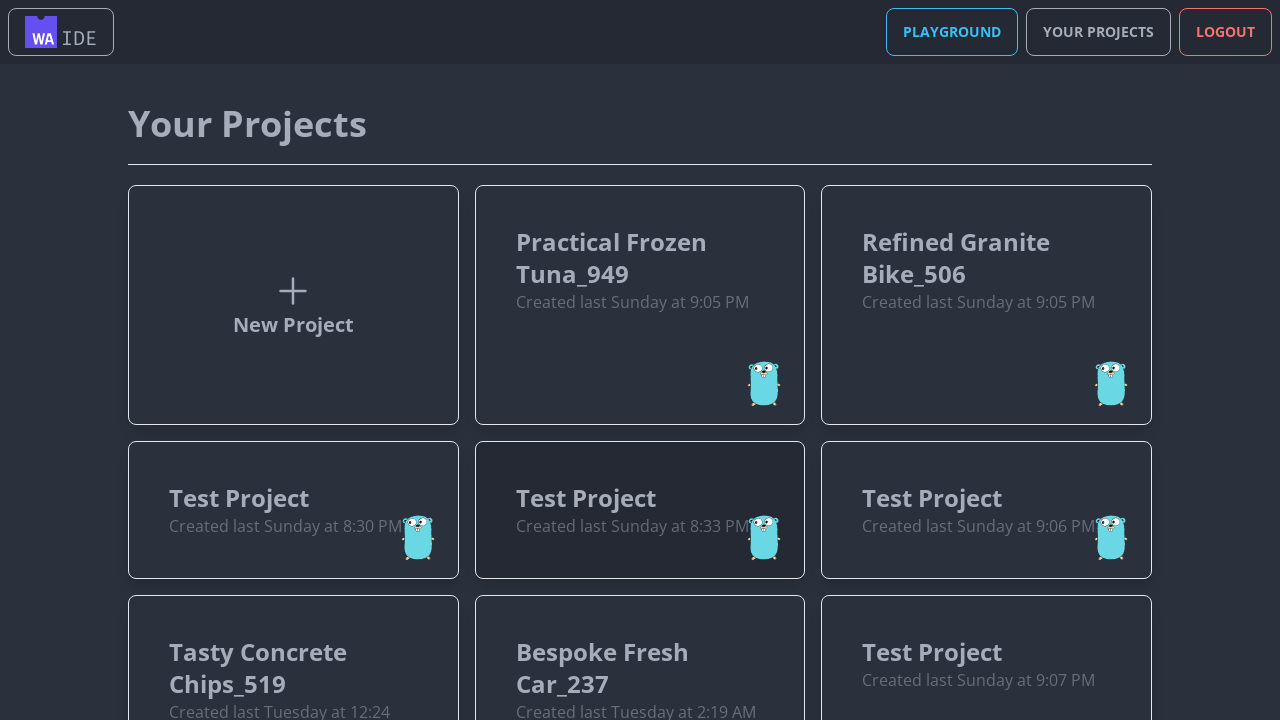 WA IDE
PLAYGROUND
YOUR PROJECTS
LOGOUT
Your Projects
New Project
Practical Frozen
Tuna_949
Created last Sunday at 9:05 PM
Refined Granite
Bike_506
Created last Sunday at 9:05 PM
Test Project
Created last Sunday at 8:30 PM
Test Project
Created last Sunday at 8:33 PM
Test Project
Created last Sunday at 9:06 PM
Tasty Concrete
Chips_519
Created last Tuesday at 12:24
Bespoke Fresh
Car_237
Created last Tuesday at 2:19 AM
Test Project
Created last Sunday at 9:07 PM